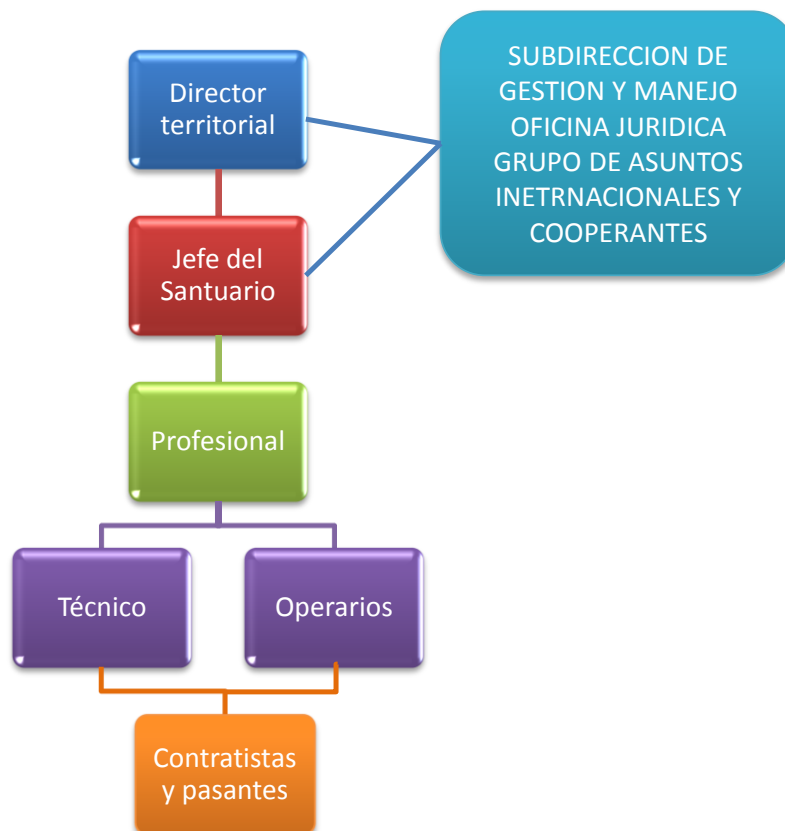 Director
territorial
SUBDIRECCION DE
GESTION Y MANEJO
OFICINA JURIDICA
GRUPO DE ASUNTOS
INETRNACIONALES Y
COOPERANTES
Jefe del
Santuario
Profesional
Técnico
Operarios
Contratistas
y pasantes